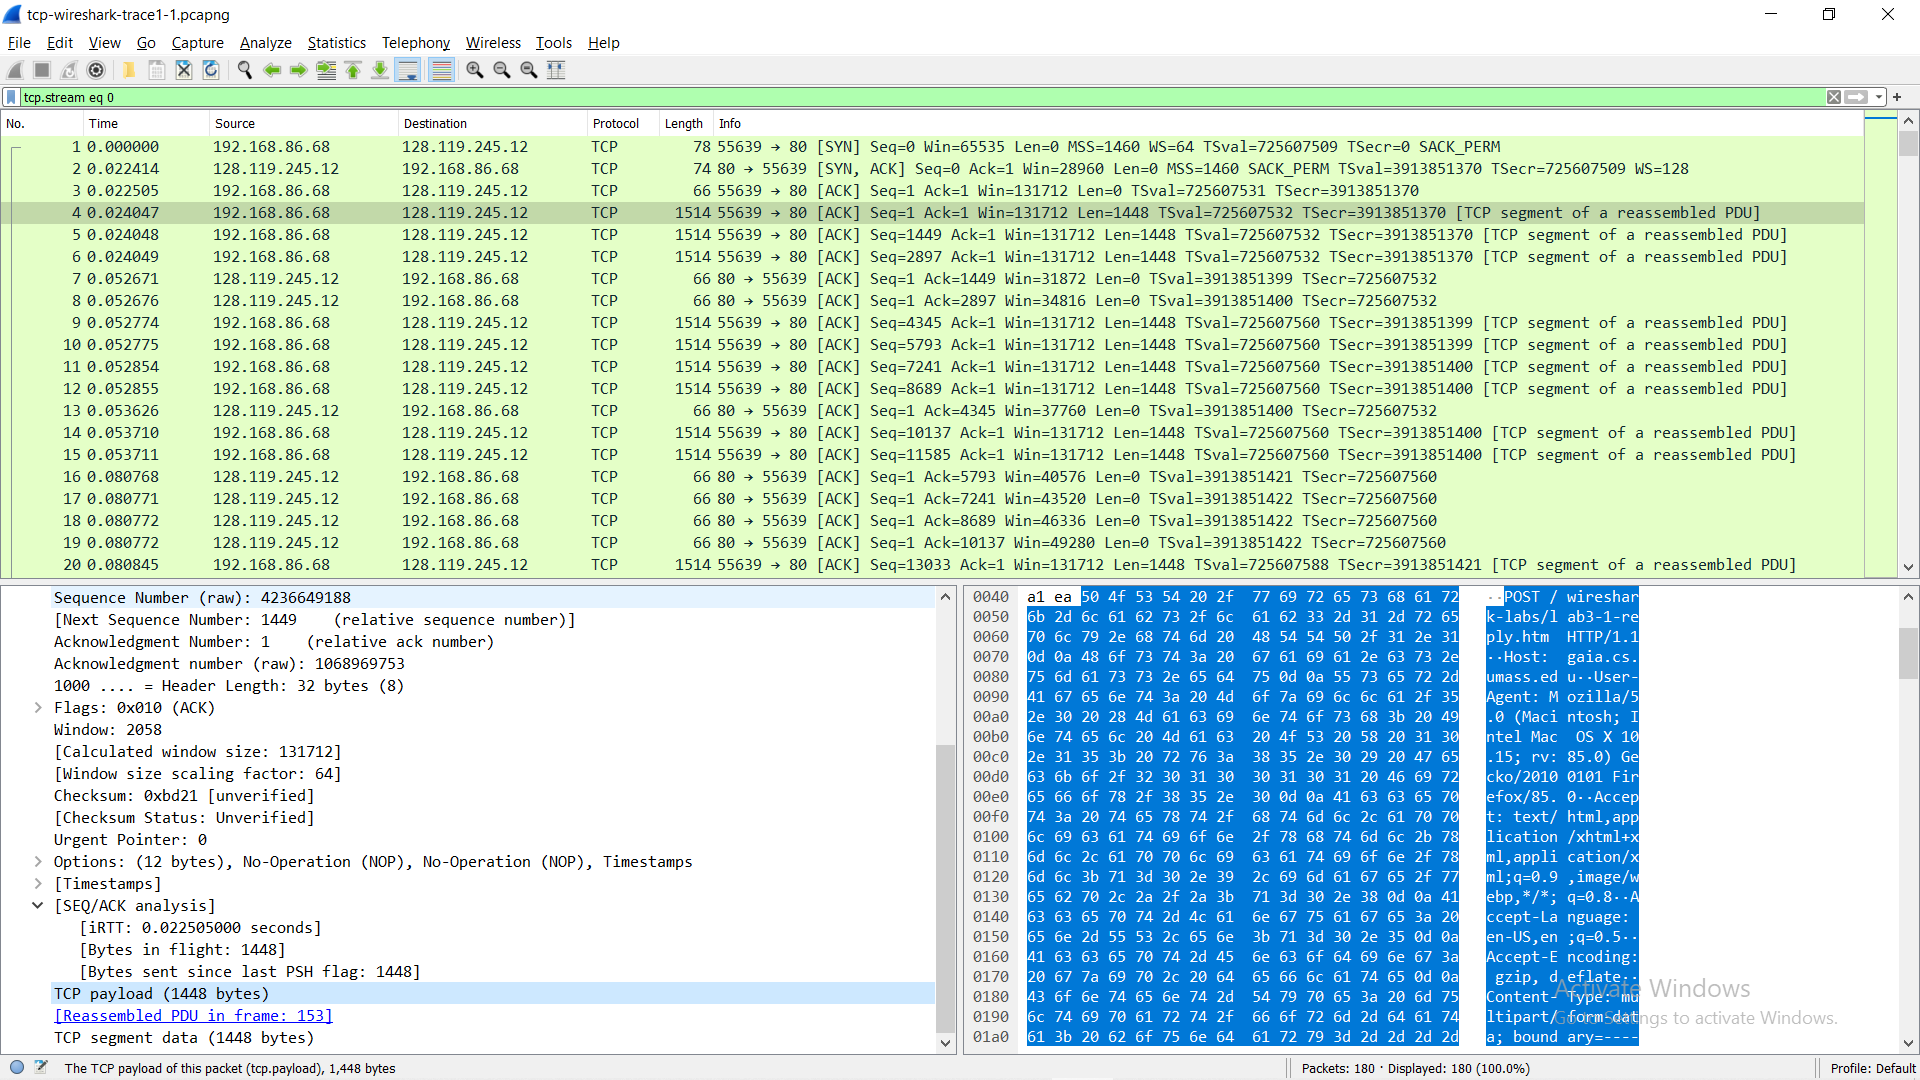 tcp-wireshark-trace1-1.pcapng
File Edit View Go Capture Analyze Statistics Telephony Wireless Tools Help
tcp.stream eq 0
No. Time Source Destination Protocol Length Info
1 0.000000 192.168.86.68 128.119.245.12 TCP 78 55639 → 80 [SYN] Seq=0 Win=65535 Len=0 MSS=1460 WS=64 TSval=725607509 TSecr=0 SACK_PERM
2 0.022414 128.119.245.12 192.168.86.68 TCP 74 80 → 55639 [SYN, ACK] Seq=0 Ack=1 Win=28960 Len=0 MSS=1460 SACK_PERM TSval=3913851370 TSecr=725607509 WS=128
3 0.022505 192.168.86.68 128.119.245.12 TCP 66 55639 → 80 [ACK] Seq=1 Ack=1 Win=131712 Len=0 TSval=725607531 TSecr=3913851370
4 0.024047 192.168.86.68 128.119.245.12 TCP 1514 55639 → 80 [ACK] Seq=1 Ack=1 Win=131712 Len=1448 TSval=725607532 TSecr=3913851370 [TCP segment of a reassembled PDU]
5 0.024048 192.168.86.68 128.119.245.12 TCP 1514 55639 → 80 [ACK] Seq=1449 Ack=1 Win=131712 Len=1448 TSval=725607532 TSecr=3913851370 [TCP segment of a reassembled PDU]
6 0.024049 192.168.86.68 128.119.245.12 TCP 1514 55639 → 80 [ACK] Seq=2897 Ack=1 Win=131712 Len=1448 TSval=725607532 TSecr=3913851370 [TCP segment of a reassembled PDU]
7 0.052671 128.119.245.12 192.168.86.68 TCP 66 80 → 55639 [ACK] Seq=1 Ack=1449 Win=31872 Len=0 TSval=3913851399 TSecr=725607532
8 0.052676 128.119.245.12 192.168.86.68 TCP 66 80 → 55639 [ACK] Seq=1 Ack=2897 Win=34816 Len=0 TSval=3913851400 TSecr=725607532
9 0.052774 192.168.86.68 128.119.245.12 TCP 1514 55639 → 80 [ACK] Seq=4345 Ack=1 Win=131712 Len=1448 TSval=725607560 TSecr=3913851399 [TCP segment of a reassembled PDU]
10 0.052775 192.168.86.68 128.119.245.12 TCP 1514 55639 → 80 [ACK] Seq=5793 Ack=1 Win=131712 Len=1448 TSval=725607560 TSecr=3913851399 [TCP segment of a reassembled PDU]
11 0.052854 192.168.86.68 128.119.245.12 TCP 1514 55639 → 80 [ACK] Seq=7241 Ack=1 Win=131712 Len=1448 TSval=725607560 TSecr=3913851400 [TCP segment of a reassembled PDU]
12 0.052855 192.168.86.68 128.119.245.12 TCP 1514 55639 → 80 [ACK] Seq=8689 Ack=1 Win=131712 Len=1448 TSval=725607560 TSecr=3913851400 [TCP segment of a reassembled PDU]
13 0.053626 128.119.245.12 192.168.86.68 TCP 66 80 → 55639 [ACK] Seq=1 Ack=4345 Win=37760 Len=0 TSval=3913851400 TSecr=725607532
14 0.053710 192.168.86.68 128.119.245.12 TCP 1514 55639 → 80 [ACK] Seq=10137 Ack=1 Win=131712 Len=1448 TSval=725607560 TSecr=3913851400 [TCP segment of a reassembled PDU]
15 0.053711 192.168.86.68 128.119.245.12 TCP 1514 55639 → 80 [ACK] Seq=11585 Ack=1 Win=131712 Len=1448 TSval=725607560 TSecr=3913851400 [TCP segment of a reassembled PDU]
16 0.080768 128.119.245.12 192.168.86.68 TCP 66 80 → 55639 [ACK] Seq=1 Ack=5793 Win=40576 Len=0 TSval=3913851421 TSecr=725607560
17 0.080771 128.119.245.12 192.168.86.68 TCP 66 80 → 55639 [ACK] Seq=1 Ack=7241 Win=43520 Len=0 TSval=3913851422 TSecr=725607560
18 0.080772 128.119.245.12 192.168.86.68 TCP 66 80 → 55639 [ACK] Seq=1 Ack=8689 Win=46336 Len=0 TSval=3913851422 TSecr=725607560
19 0.080772 128.119.245.12 192.168.86.68 TCP 66 80 → 55639 [ACK] Seq=1 Ack=10137 Win=49280 Len=0 TSval=3913851422 TSecr=725607560
20 0.080845 192.168.86.68 128.119.245.12 TCP 1514 55639 → 80 [ACK] Seq=13033 Ack=1 Win=131712 Len=1448 TSval=725607588 TSecr=3913851421 [TCP segment of a reassembled PDU]
Sequence Number (raw): 4236649188
[Next Sequence Number: 1449 (relative sequence number)]
Acknowledgment Number: 1 (relative ack number)
Acknowledgment number (raw): 1068969753
1000 .... = Header Length: 32 bytes (8)
Flags: 0x010 (ACK)
Window: 2058
[Calculated window size: 131712]
[Window size scaling factor: 64]
Checksum: 0xbd21 [unverified]
[Checksum Status: Unverified]
Urgent Pointer: 0
Options: (12 bytes), No-Operation (NOP), No-Operation (NOP), Timestamps
[Timestamps]
[SEQ/ACK analysis]
[iRTT: 0.022505000 seconds]
[Bytes in flight: 1448]
[Bytes sent since last PSH flag: 1448]
TCP payload (1448 bytes)
[Reassembled PDU in frame: 153]
TCP segment data (1448 bytes)
0040 a1 ea 50 4f 53 54 20 2f 77 69 72 65 73 68 61 72 ··POST / wireshar
0050 6b 2d 6c 61 62 73 2f 6c 61 62 33 2d 31 2d 72 65 k-labs/l ab3-1-re
0060 70 6c 79 2e 68 74 6d 20 48 54 54 50 2f 31 2e 31 ply.htm HTTP/1.1
0070 0d 0a 48 6f 73 74 3a 20 67 61 69 61 2e 63 73 2e ··Host: gaia.cs.
0080 75 6d 61 73 73 2e 65 64 75 0d 0a 55 73 65 72 2d umass.ed u··User-
0090 41 67 65 6e 74 3a 20 4d 6f 7a 69 6c 6c 61 2f 35 Agent: M ozilla/5
00a0 2e 30 20 28 4d 61 63 69 6e 74 6f 73 68 3b 20 49 .0 (Maci ntosh; I
00b0 6e 74 65 6c 20 4d 61 63 20 4f 53 20 58 20 31 30 ntel Mac OS X 10
00c0 2e 31 35 3b 20 72 76 3a 38 35 2e 30 29 20 47 65 .15; rv: 85.0) Ge
00d0 63 6b 6f 2f 32 30 31 30 30 31 30 31 20 46 69 72 cko/2010 0101 Fir
00e0 65 66 6f 78 2f 38 35 2e 30 0d 0a 41 63 63 65 70 efox/85. 0··Accep
00f0 74 3a 20 74 65 78 74 2f 68 74 6d 6c 2c 61 70 70 t: text/ html,app
0100 6c 69 63 61 74 69 6f 6e 2f 78 68 74 6d 6c 2b 78 lication /xhtml+x
0110 6d 6c 2c 61 70 70 6c 69 63 61 74 69 6f 6e 2f 78 ml,appli cation/x
0120 6d 6c 3b 71 3d 30 2e 39 2c 69 6d 61 67 65 2f 77 ml;q=0.9 ,image/w
0130 65 62 70 2c 2a 2f 2a 3b 71 3d 30 2e 38 0d 0a 41 ebp,*/*; q=0.8··A
0140 63 63 65 70 74 2d 4c 61 6e 67 75 61 67 65 3a 20 ccept-La nguage:
0150 65 6e 2d 55 53 2c 65 6e 3b 71 3d 30 2e 35 0d 0a en-US,en ;q=0.5··
0160 41 63 63 65 70 74 2d 45 6e 63 6f 64 69 6e 67 3a Accept-E ncoding:
0170 20 67 7a 69 70 2c 20 64 65 66 6c 61 74 65 0d 0a gzip, d eflate··
0180 43 6f 6e 74 65 6e 74 2d 54 79 70 65 3a 20 6d 75 Content- Type: mu
0190 6c 74 69 70 61 72 74 2f 66 6f 72 6d 2d 64 61 74 ltipart/ form-dat
01a0 61 3b 20 62 6f 75 6e 64 61 72 79 3d 2d 2d 2d 2d a; bound ary=----
Activate Windows
Go to Settings to activate Windows.
The TCP payload of this packet (tcp.payload), 1,448 bytes
Packets: 180 · Displayed: 180 (100.0%)
Profile: Default